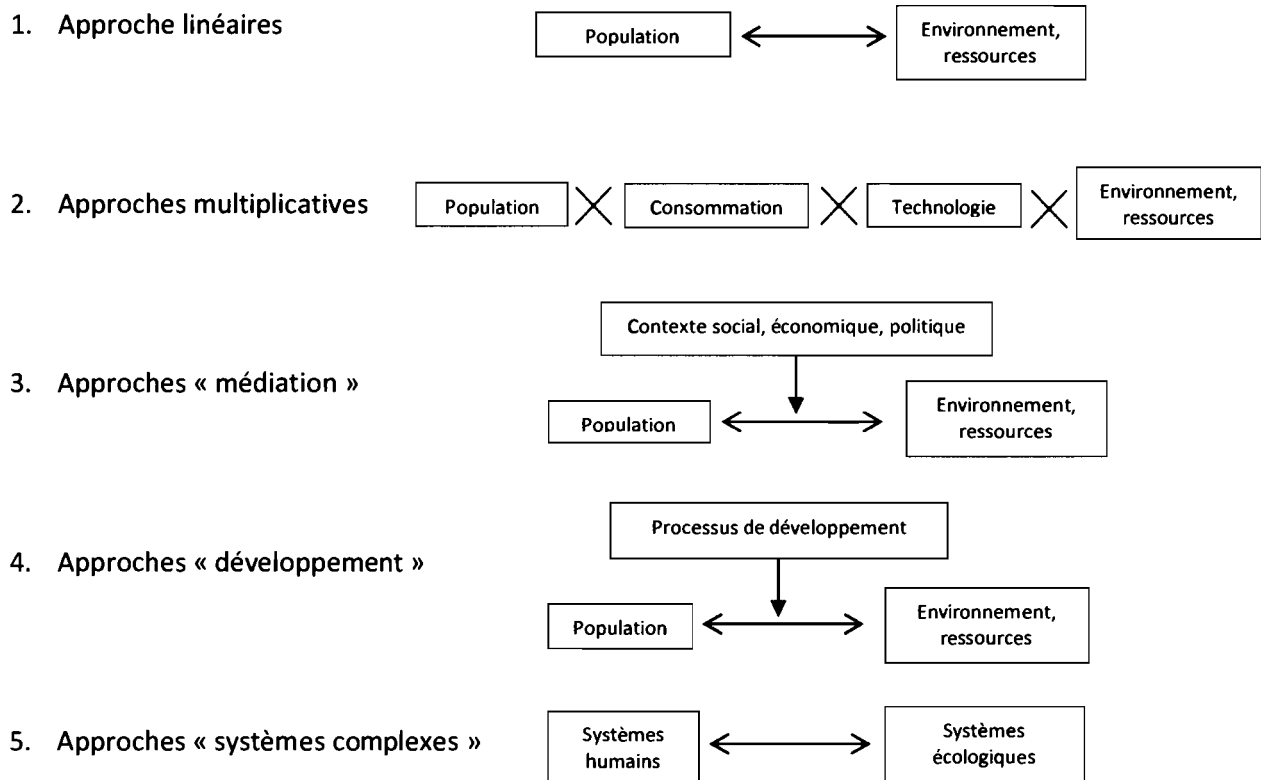 1. Approche linéaires
Population
Environnement,
ressources
2. Approches multiplicatives
Population
Consommation
Technologie
Environnement,
ressources
Contexte social, économique, politique
3. Approches « médiation »
Population
Environnement,
ressources
Processus de développement
4. Approches « développement »
Population
Environnement,
ressources
5. Approches « systèmes complexes »
Systèmes
humains
Systèmes
écologiques